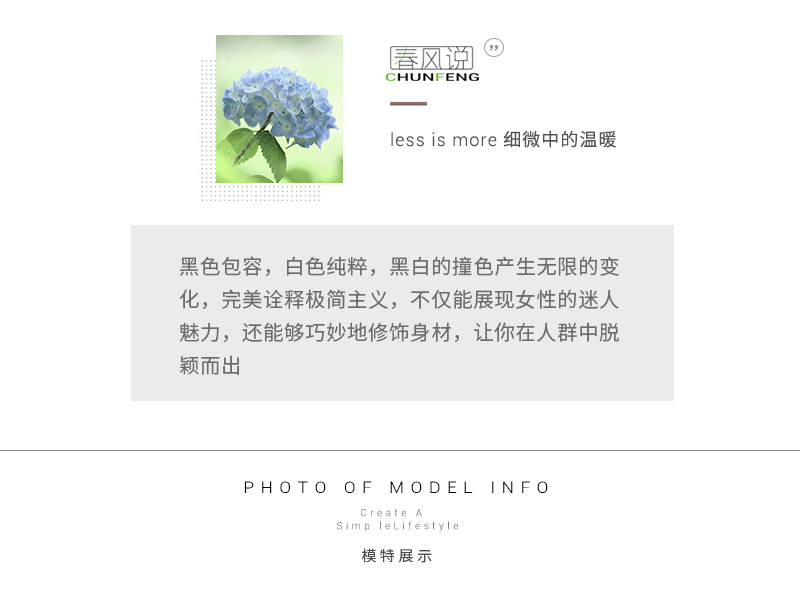 春风说
CHUNFENG
less is more 细微中的温暖
黑色包容，白色纯粹，黑白的撞色产生无限的变
化，完美诠释极简主义，不仅能展现女性的迷人
魅力，还能够巧妙地修饰身材，让你在人群中脱
颖而出
PHOTO OF MODEL INFO
Create A
Simp leLifestyle
模特展示